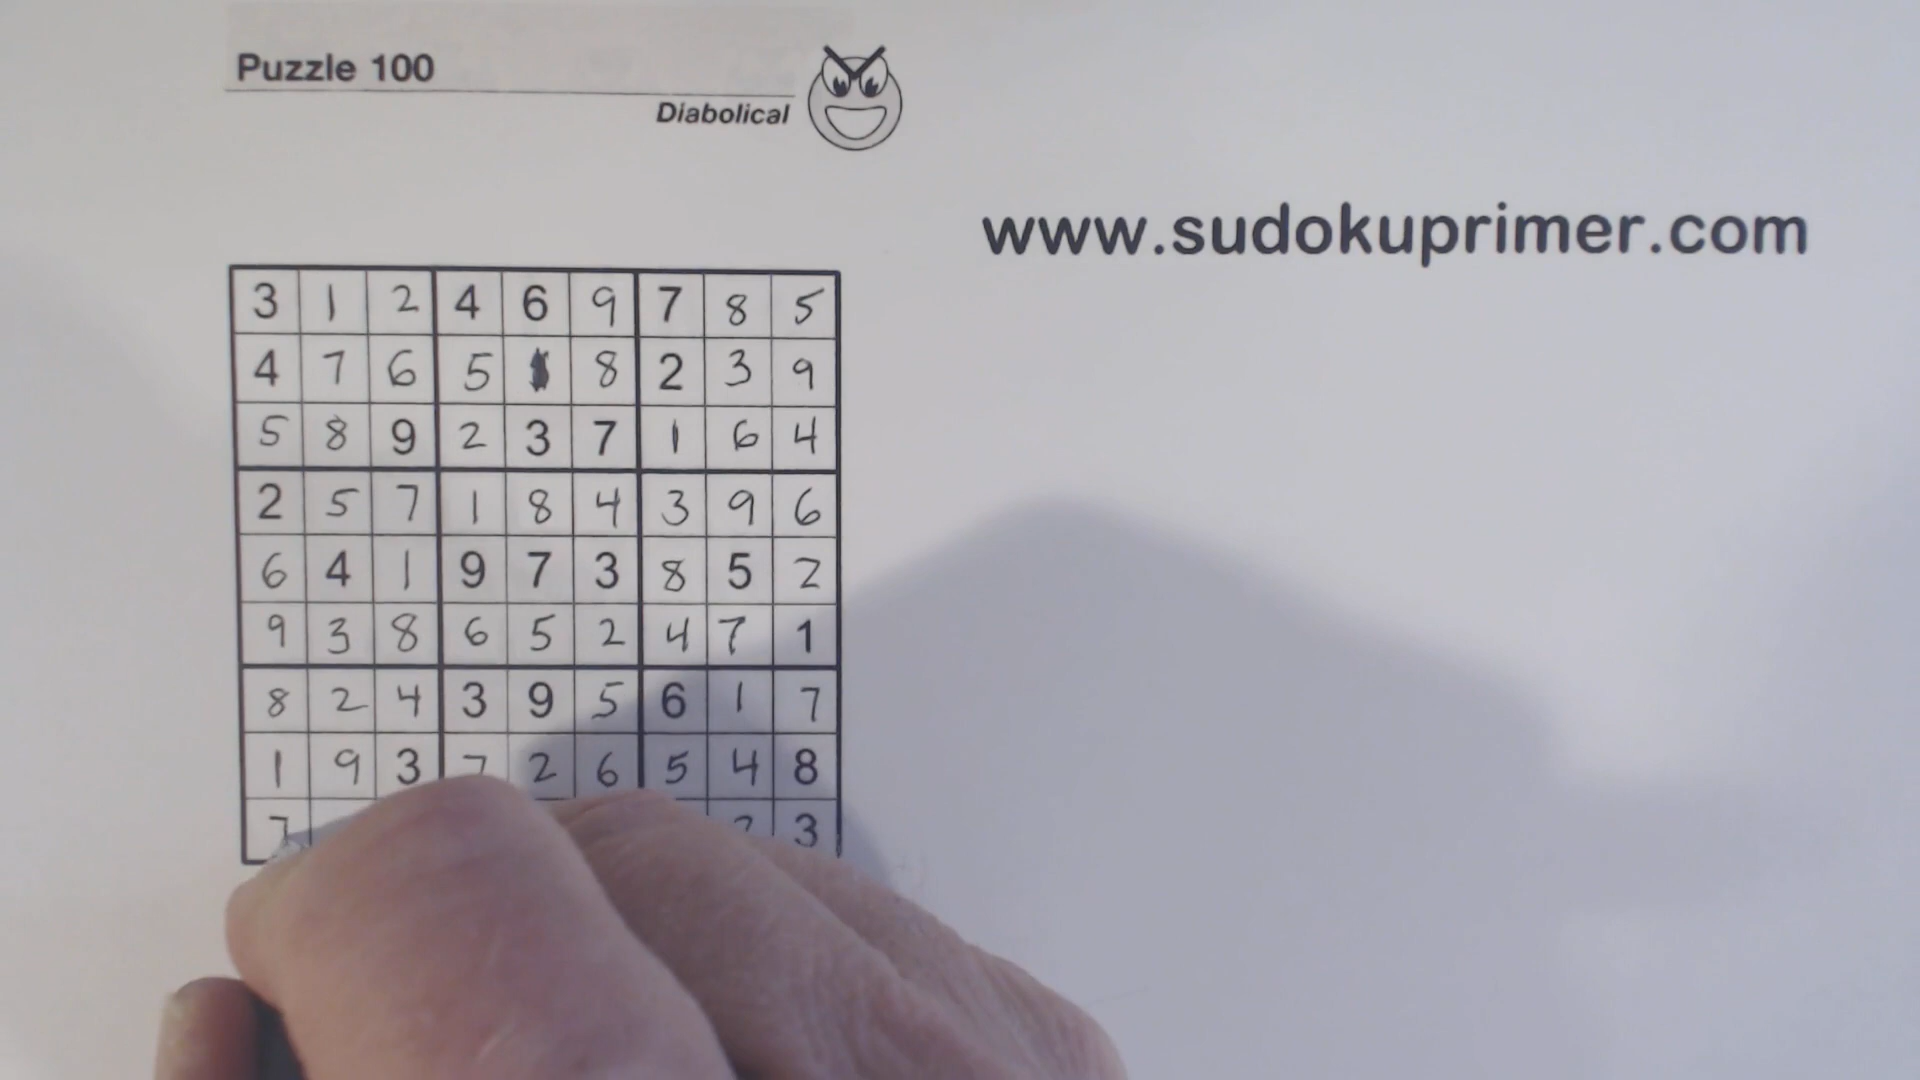 Puzzle 100
Diabolical
www.sudokuprimer.com
3 1 2 4 6 9 7 8 5
4 7 6 5 1 8 2 3 9
5 8 9 2 3 7 1 6 4
2 5 7 1 8 4 3 9 6
6 4 1 9 7 3 8 5 2
9 3 8 6 5 2 4 7 1
8 2 4 3 9 5 6 1 7
1 9 3 7 2 6 5 4 8
7 2 3